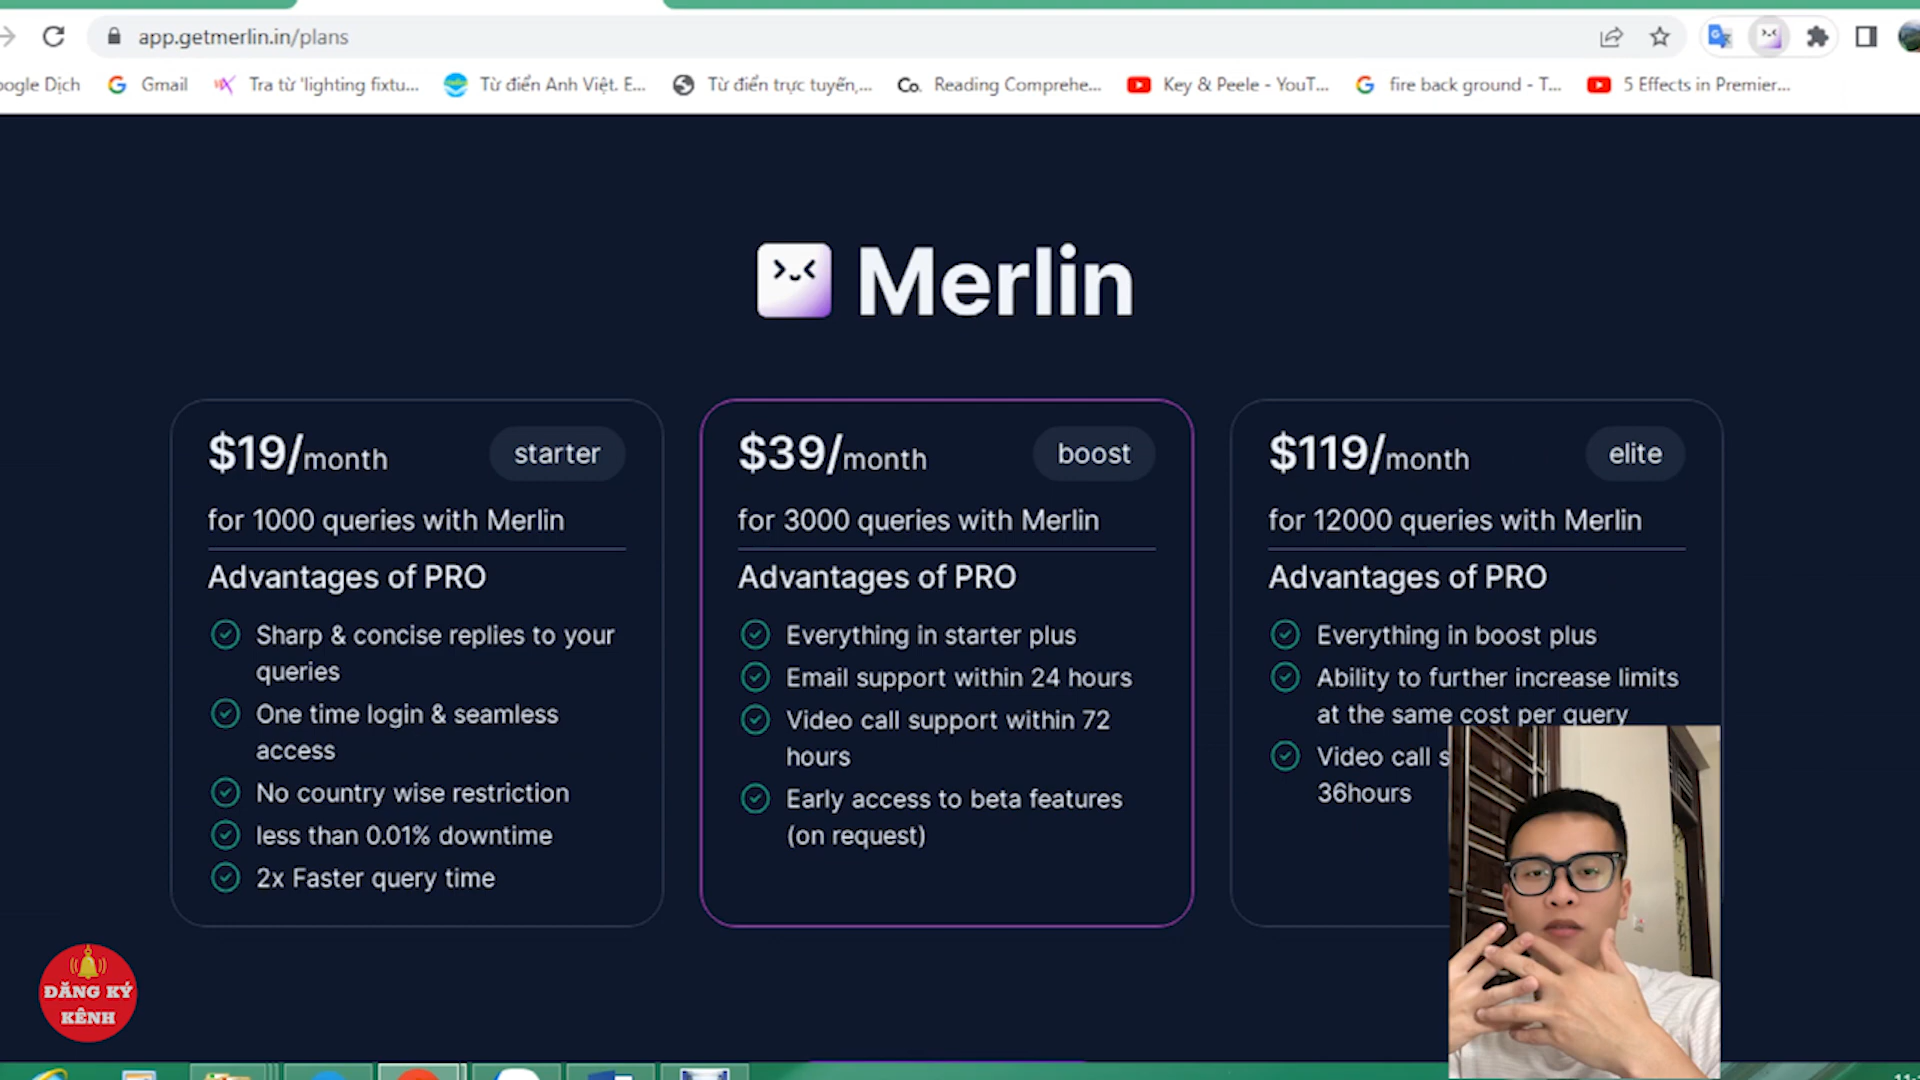 app.getmerlin.in/plans
Dịch
Gmail
Tra từ 'lighting fixtu...
Từ điển Anh Việt. E...
Từ điển trực tuyến,...
Co. Reading Comprehe...
Key & Peele - YouT...
fire back ground - T...
5 Effects in Premier...
Merlin
$19/month starter
for 1000 queries with Merlin
Advantages of PRO
Sharp & concise replies to your
queries
One time login & seamless
access
No country wise restriction
less than 0.01% downtime
2x Faster query time
$39/month boost
for 3000 queries with Merlin
Advantages of PRO
Everything in starter plus
Email support within 24 hours
Video call support within 72
hours
Early access to beta features
(on request)
$119/month elite
for 12000 queries with Merlin
Advantages of PRO
Everything in boost plus
Ability to further increase limits
at the same cost per query
Video call
36hours
ĐĂNG KÝ
KÊNH